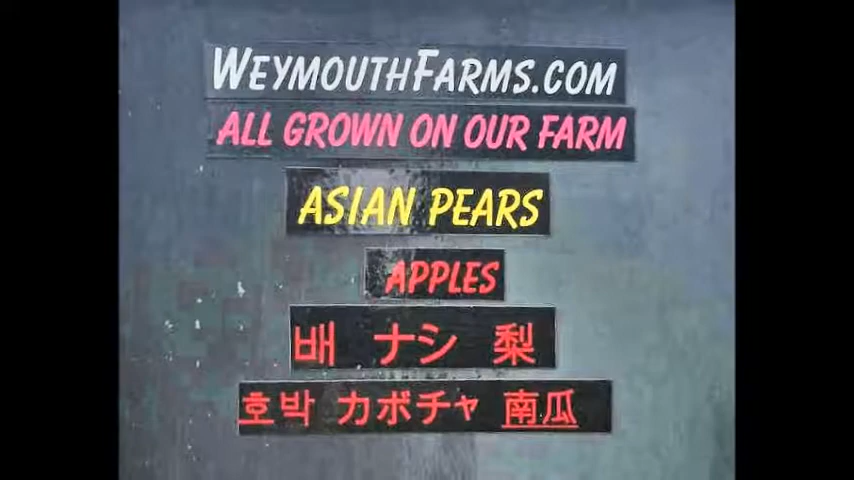 WEYMOUTHFARMS.COM
ALL GROWN ON OUR FARM
ASIAN PEARS
APPLES
배 ナシ 梨
호박 カボチャ 南瓜